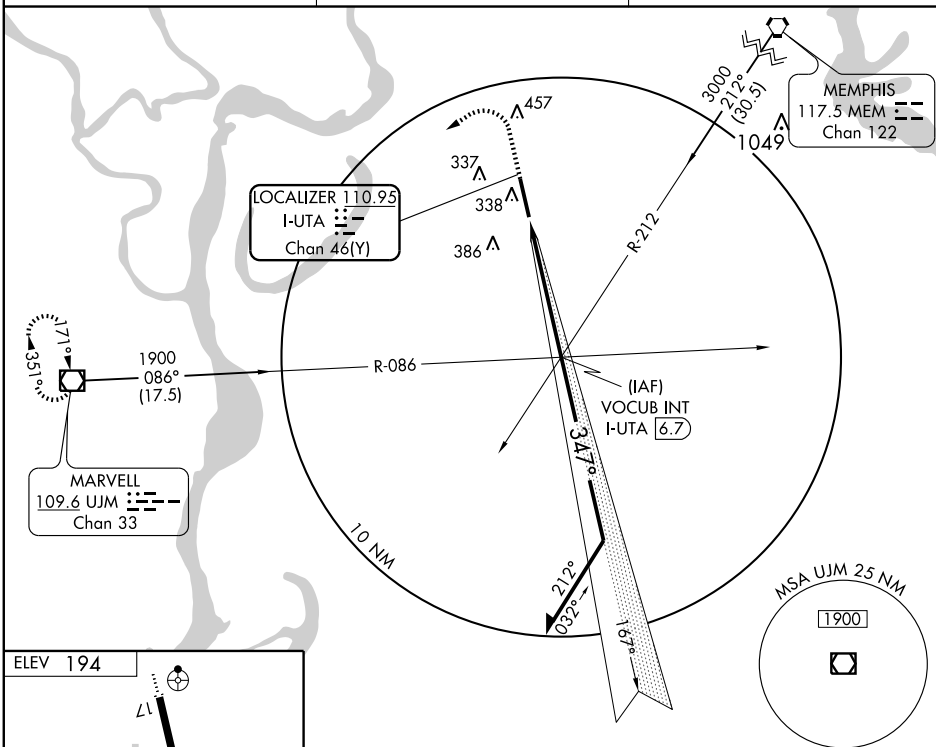 457
3000
212°
(30.5)
MEMPHIS
117.5 MEM
Chan 122
1049
337
338
LOCALIZER 110.95
I-UTA
Chan 46(Y)
386
R-212
171°
351°
1900
086°
(17.5)
R-086
(IAF)
VOCUB INT
I-UTA 6.7
347°
MARVELL
109.6 UJM
Chan 33
10 NM
212°
032°
167°
MSA UJM 25 NM
1900
ELEV 194
17